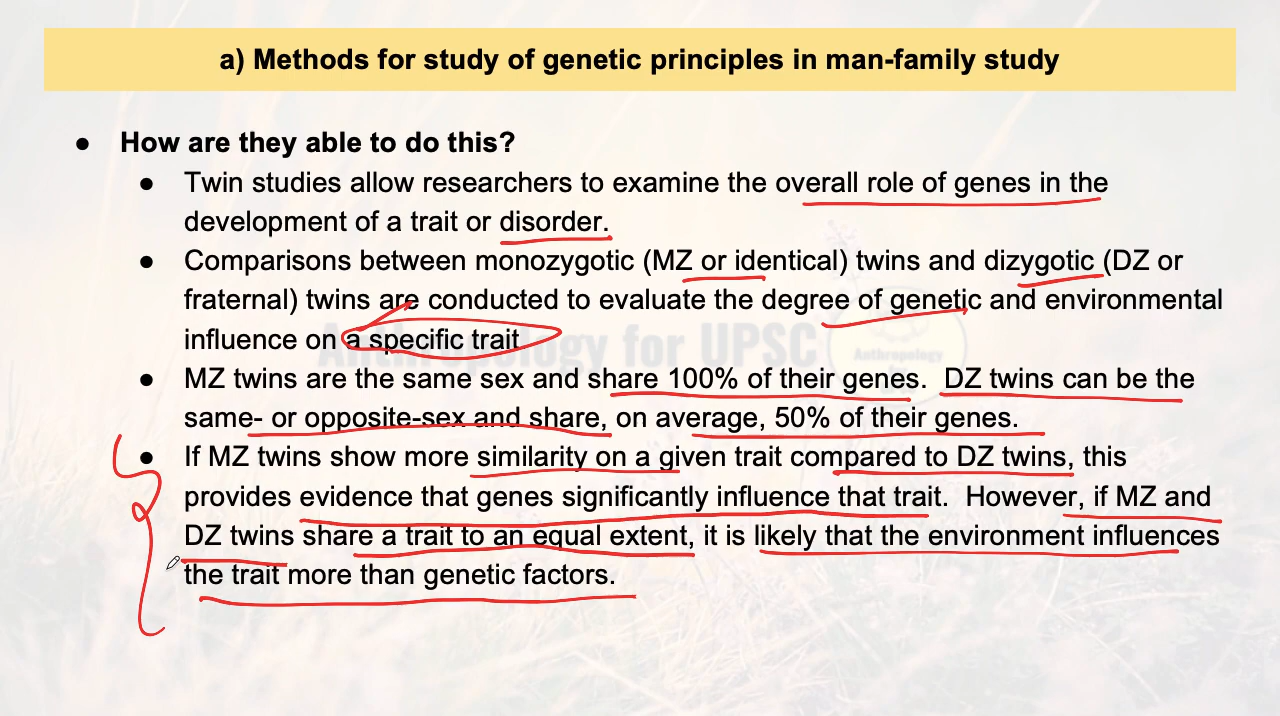 a) Methods for study of genetic principles in man-family study
● How are they able to do this?
● Twin studies allow researchers to examine the overall role of genes in the
development of a trait or disorder.
● Comparisons between monozygotic (MZ or identical) twins and dizygotic (DZ or
fraternal) twins are conducted to evaluate the degree of genetic and environmental
influence on a specific trait
Anthropology for UPSC
Anthropology
● MZ twins are the same sex and share 100% of their genes. DZ twins can be the
same- or opposite-sex and share, on average, 50% of their genes.
● If MZ twins show more similarity on a given trait compared to DZ twins, this
provides evidence that genes significantly influence that trait. However, if MZ and
DZ twins share a trait to an equal extent, it is likely that the environment influences
the trait more than genetic factors.